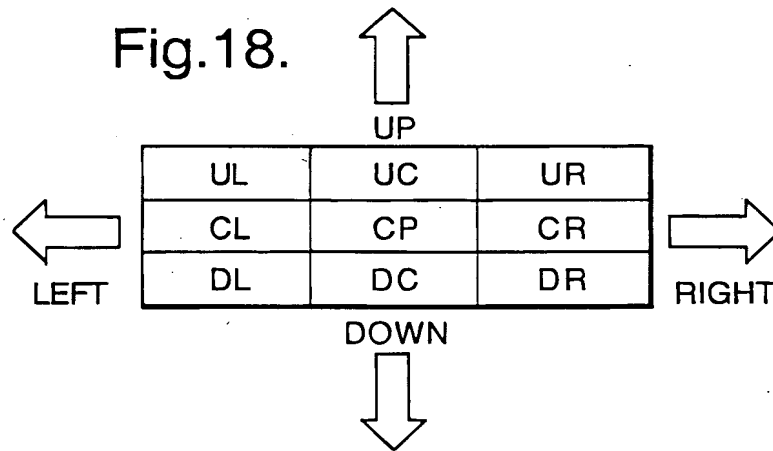 Fig.18.
UP
UL UC UR
CL CP CR
DL DC DR
LEFT RIGHT
DOWN